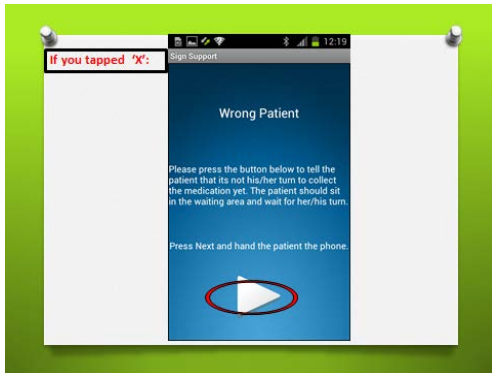 If you tapped 'X':
12:19
Sign Support
Wrong Patient
Please press the button below to tell the
patient that its not his/her turn to collect
the medication yet. The patient should sit
in the waiting area and wait for her/his turn.
Press Next and hand the patient the phone.